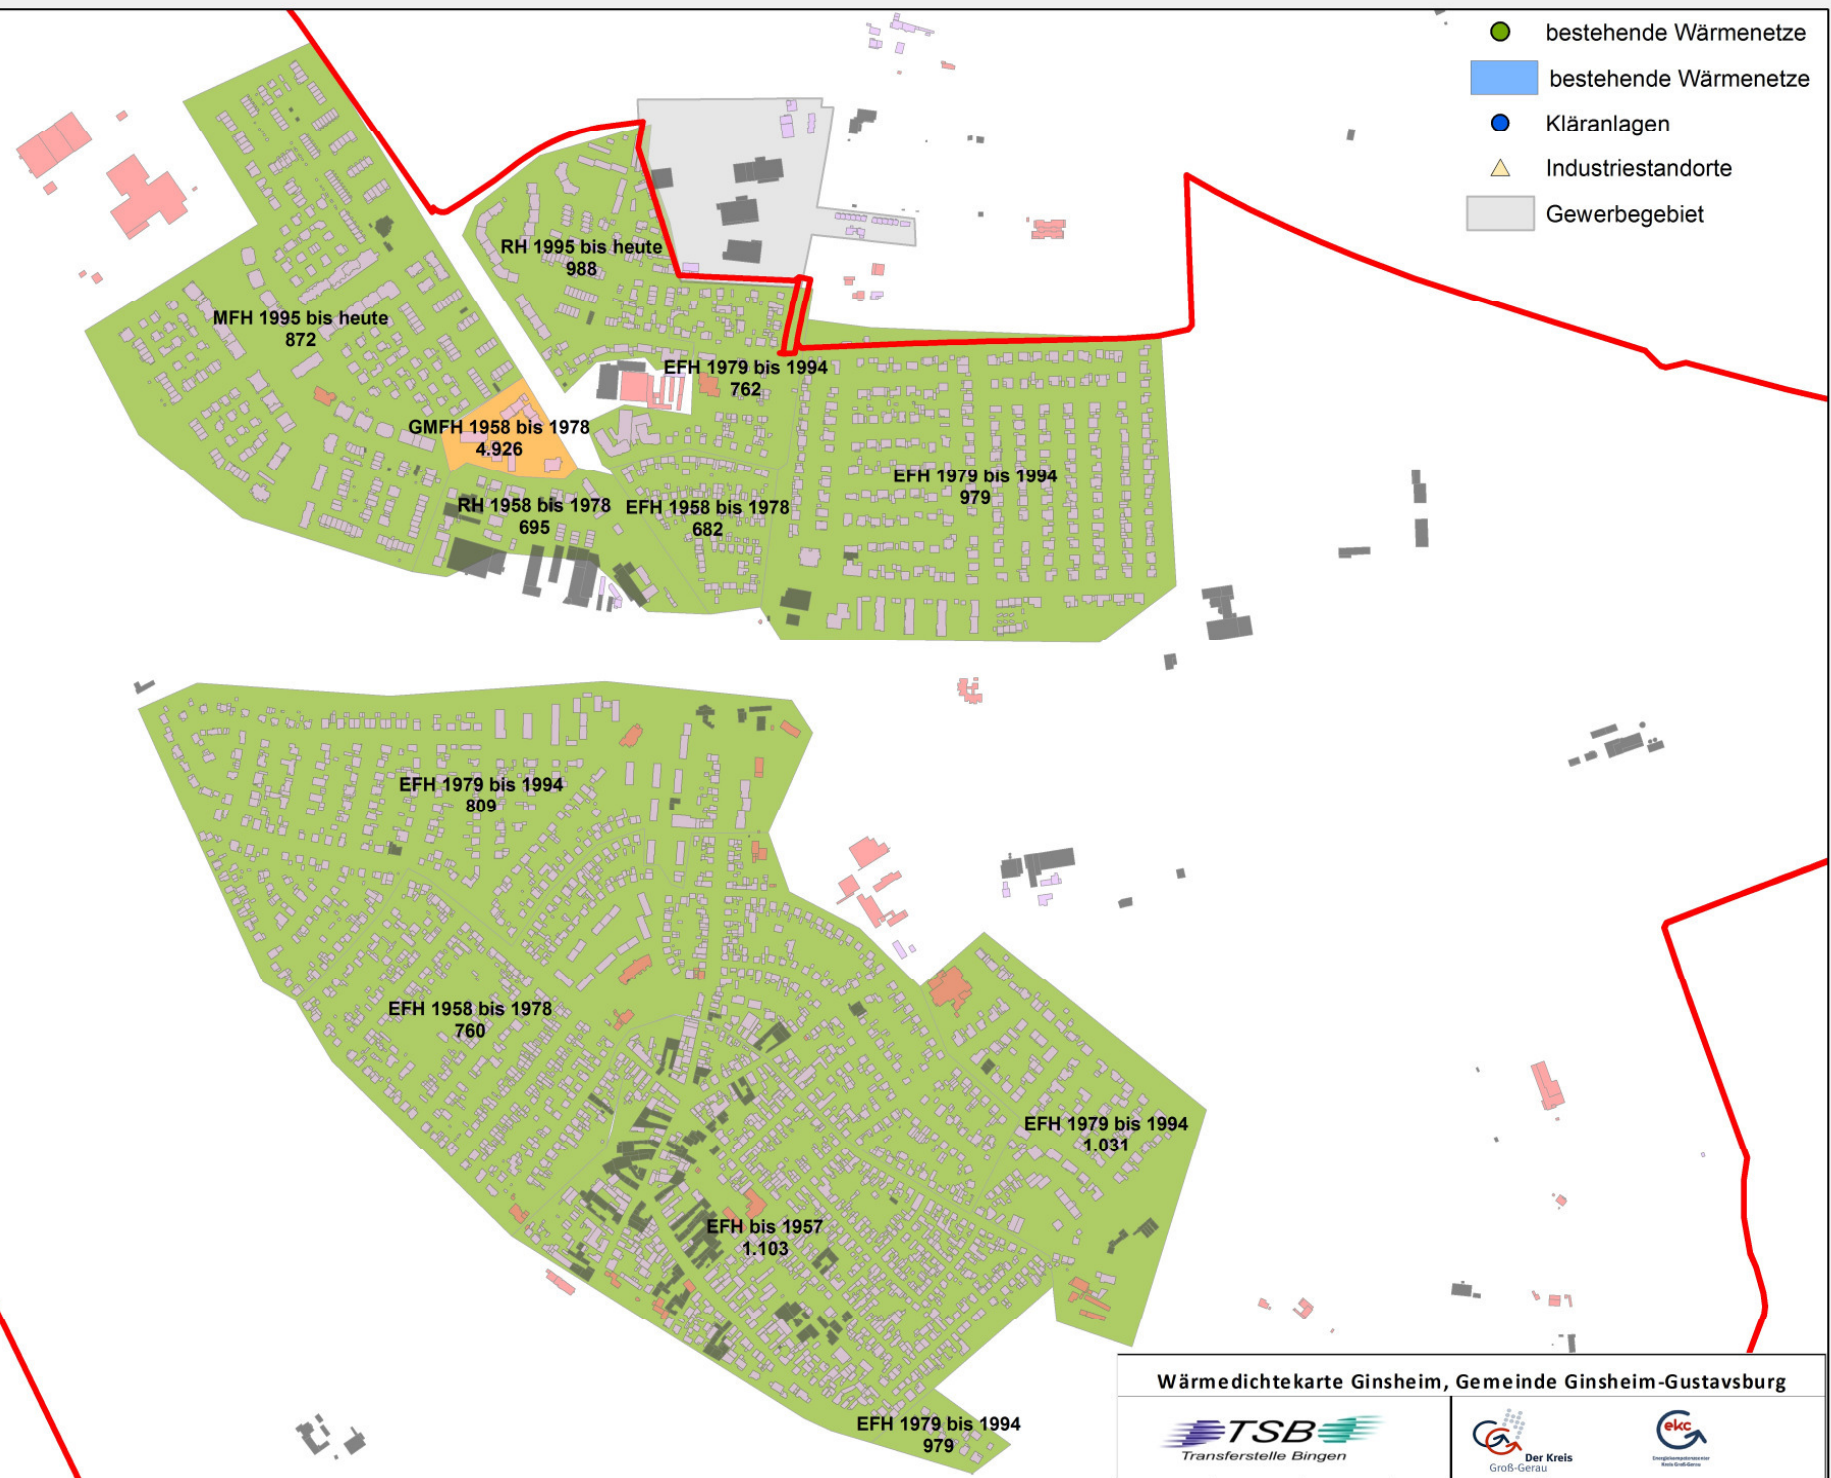 bestehende Wärmenetze
bestehende Wärmenetze
Kläranlagen
Industriestandorte
Gewerbegebiet
RH 1995 bis heute
988
MFH 1995 bis heute
872
EFH 1979 bis 1994
762
GMFH 1958 bis 1978
4.926
EFH 1979 bis 1994
979
RH 1958 bis 1978
695
EFH 1958 bis 1978
682
EFH 1979 bis 1994
809
EFH 1958 bis 1978
760
EFH 1979 bis 1994
1.031
EFH bis 1957
1.103
EFH 1979 bis 1994
979
Wärmedichtekarte Ginsheim, Gemeinde Ginsheim-Gustavsburg
TSB
Transferstelle Bingen
Der Kreis
Groß-Gerau
ekc
Energiekompetenzcenter
Kreis Groß-Gerau